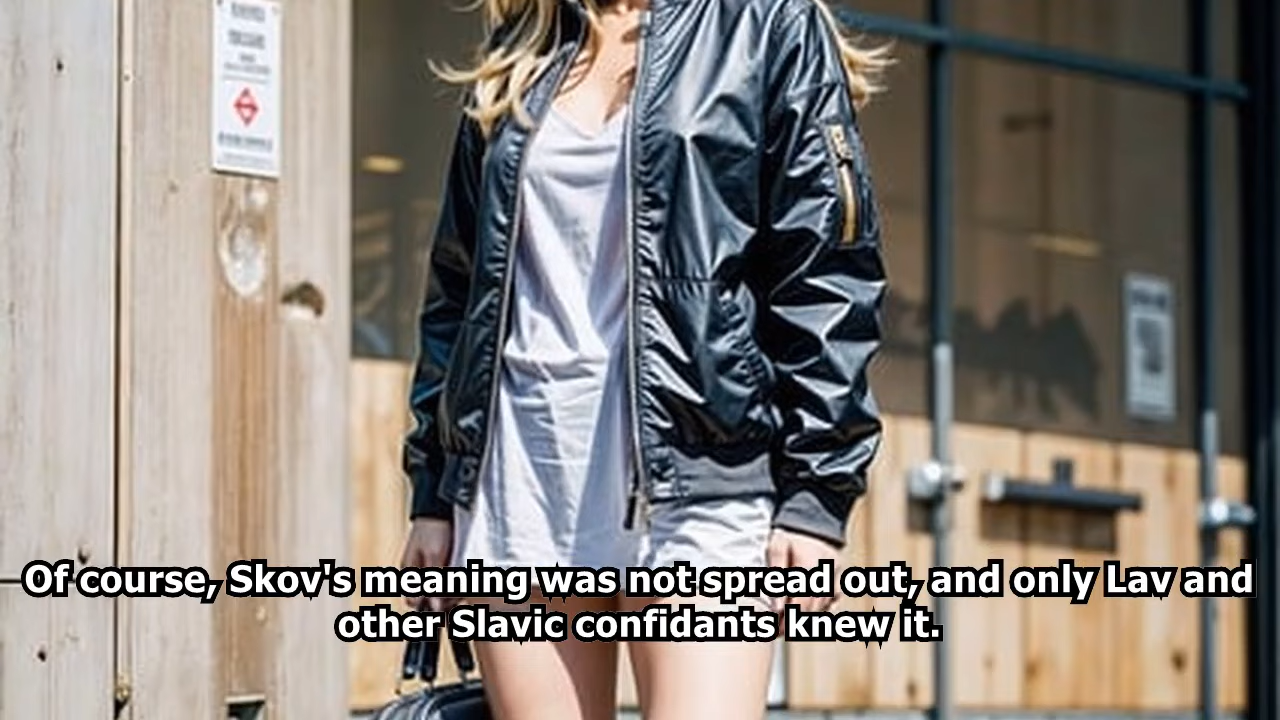 Of course, Skov's meaning was not spread out, and only Lav and
other Slavic confidants knew it.